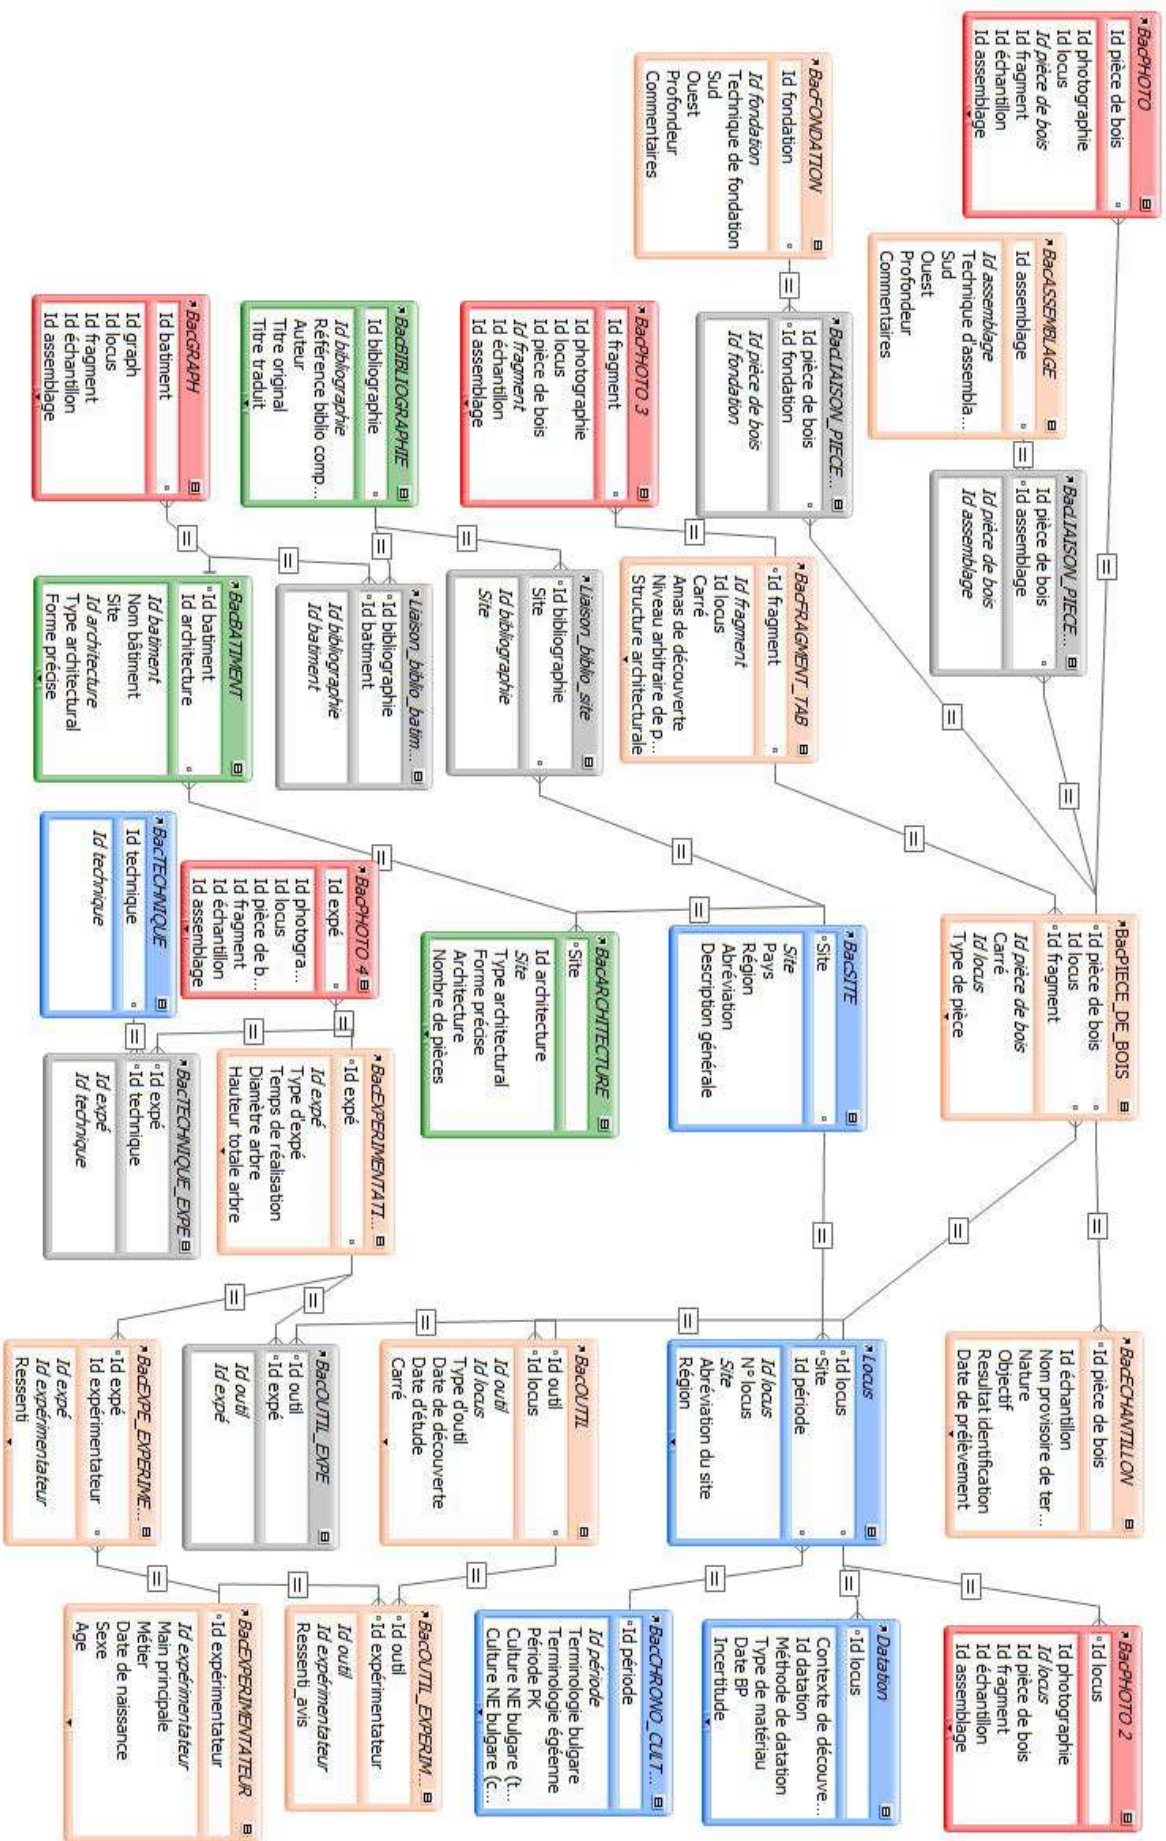 BacPHOTO
Id pièce de bois
Id photographie
Id locus
Id pièce de bois
Id fragment
Id échantillon
Id assemblage
BacASSEMBLAGE
Id assemblage
Id assemblage
Technique d'assembla...
Sud
Ouest
Profondeur
Commentaires
BacLIAISON_PIECE...
Id pièce de bois
Id assemblage
Id pièce de bois
Id assemblage
BacPIECE_DE_BOIS
Id pièce de bois
Id locus
Id fragment
Id pièce de bois
Carré
Id locus
Type de pièce
BacECHANTILLON
Id pièce de bois
Id échantillon
Nom provisoire de ter...
Nature
Objectif
Resultat identification
Date de prélèvement
BacPHOTO 2
Id locus
Id photographie
Id locus
Id pièce de bois
Id fragment
Id échantillon
Id assemblage
BacFONDATION
Id fondation
Id fondation
Technique de fondation
Sud
Ouest
Profondeur
Commentaires
BacLIAISON_PIECE...
Id pièce de bois
Id fondation
Id pièce de bois
Id fondation
BacFRAGMENT_TAB
Id fragment
Id fragment
Id locus
Carré
Amas de découverte
Niveau arbitraire de p...
Structure architecturale
BacSITE
Site
Site
Pays
Région
Abréviation
Description générale
Locus
Id locus
Site
Id période
Id locus
N° locus
Site
Abréviation du site
Région
Datation
Id locus
Contexte de découve...
Id datation
Méthode de datation
Type de matériau
Date BP
Incertitude
BacPHOTO 3
Id fragment
Id photographie
Id locus
Id pièce de bois
Id fragment
Id échantillon
Id assemblage
Liaison_biblio_site
Id bibliographie
Site
Id bibliographie
Site
BacARCHITECTURE
Site
Id architecture
Site
Type architectural
Forme précise
Architecture
Nombre de pièces
BacOUTIL
Id outil
Id locus
Id outil
Id locus
Type d'outil
Date de découverte
Date d'étude
Carré
BacCHRONO_CULT...
Id période
Id période
Terminologie bulgare
Terminologie égéenne
Période PK
Culture NE bulgare (t...
Culture NE bulgare (c...
BacBIBLIOGRAPHIE
Id bibliographie
Id bibliographie
Référence biblio comp...
Auteur
Titre original
Titre traduit
Liaison_biblio_batim...
Id bibliographie
Id batiment
Id bibliographie
Id batiment
BacPHOTO 4
Id expé
Id photogra...
Id locus
Id pièce de b...
Id fragment
Id échantillon
Id assemblage
BacEXPERIMENTATI...
Id expé
Id expé
Type d'expé
Temps de réalisation
Diamètre arbre
Hauteur totale arbre
BacOUTIL_EXPE
Id outil
Id expé
Id outil
Id expé
BacOUTIL_EXPERIM...
Id outil
Id expérimentateur
Id outil
Id expérimentateur
Ressenti_avis
BacGRAPH
Id batiment
Id graph
Id locus
Id fragment
Id échantillon
Id assemblage
BacBATIMENT
Id batiment
Id architecture
Id batiment
Nom bâtiment
Site
Id architecture
Type architectural
Forme précise
BacTECHNIQUE
Id technique
Id technique
BacTECHNIQUE_EXPE
Id expé
Id technique
Id expé
Id technique
BacEXPE_EXPERIME...
Id expé
Id expérimentateur
Id expé
Id expérimentateur
Ressenti
BacEXPERIMENTATEUR
Id expérimentateur
Id expérimentateur
Main principale
Métier
Date de naissance
Sexe
Age